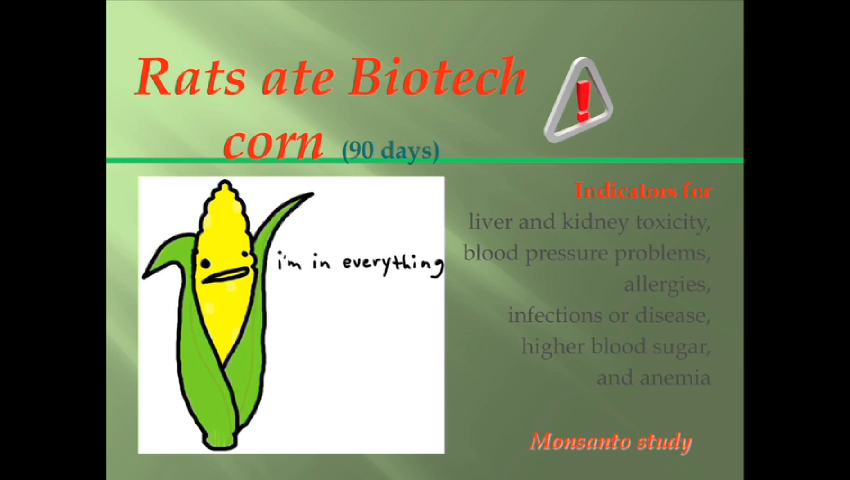 Rats ate Biotech
corn (90 days)
i'm in everything
Indicators for
liver and kidney toxicity,
blood pressure problems,
allergies,
infections or disease,
higher blood sugar,
and anemia
Monsanto study